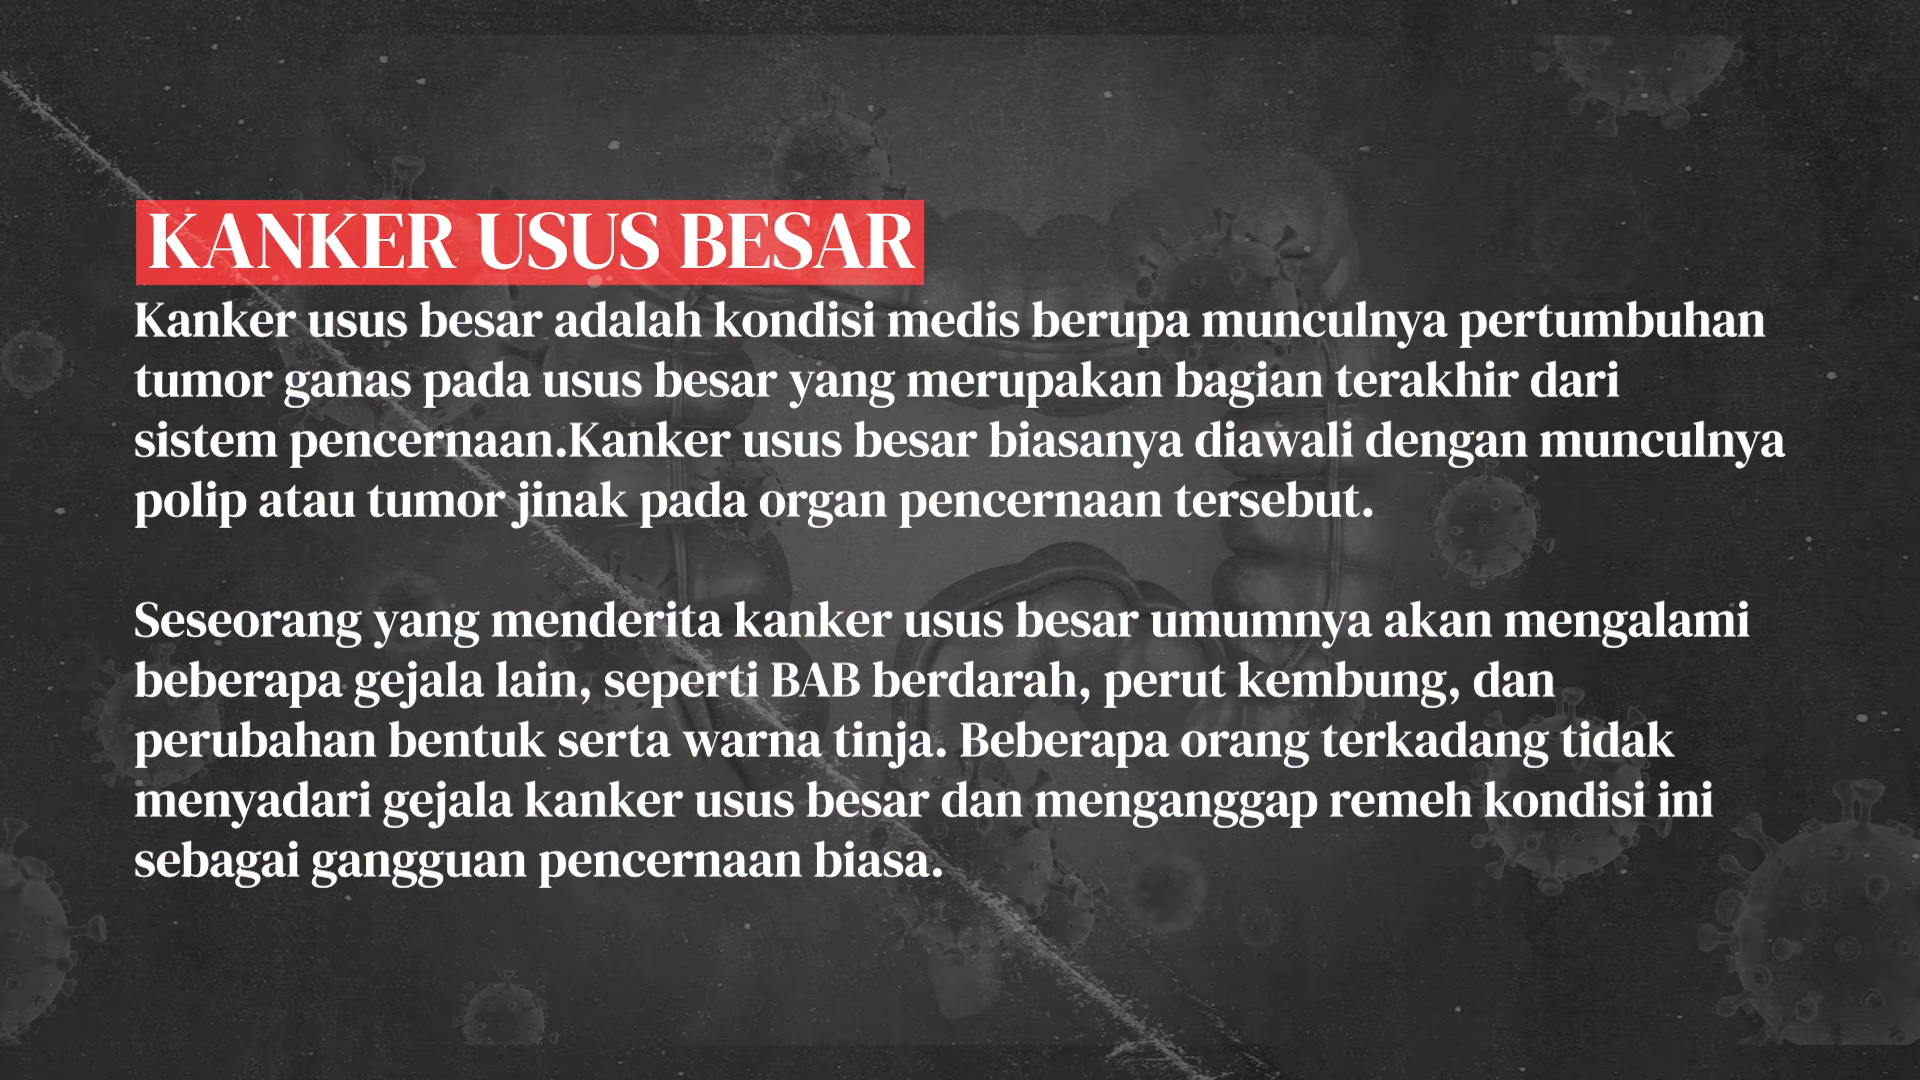 KANKER USUS BESAR
Kanker usus besar adalah kondisi medis berupa munculnya pertumbuhan
tumor ganas pada usus besar yang merupakan bagian terakhir dari
sistem pencernaan.Kanker usus besar biasanya diawali dengan munculnya
polip atau tumor jinak pada organ pencernaan tersebut.
Seseorang yang menderita kanker usus besar umumnya akan mengalami
beberapa gejala lain, seperti BAB berdarah, perut kembung, dan
perubahan bentuk serta warna tinja. Beberapa orang terkadang tidak
menyadari gejala kanker usus besar dan menganggap remeh kondisi ini
sebagai gangguan pencernaan biasa.